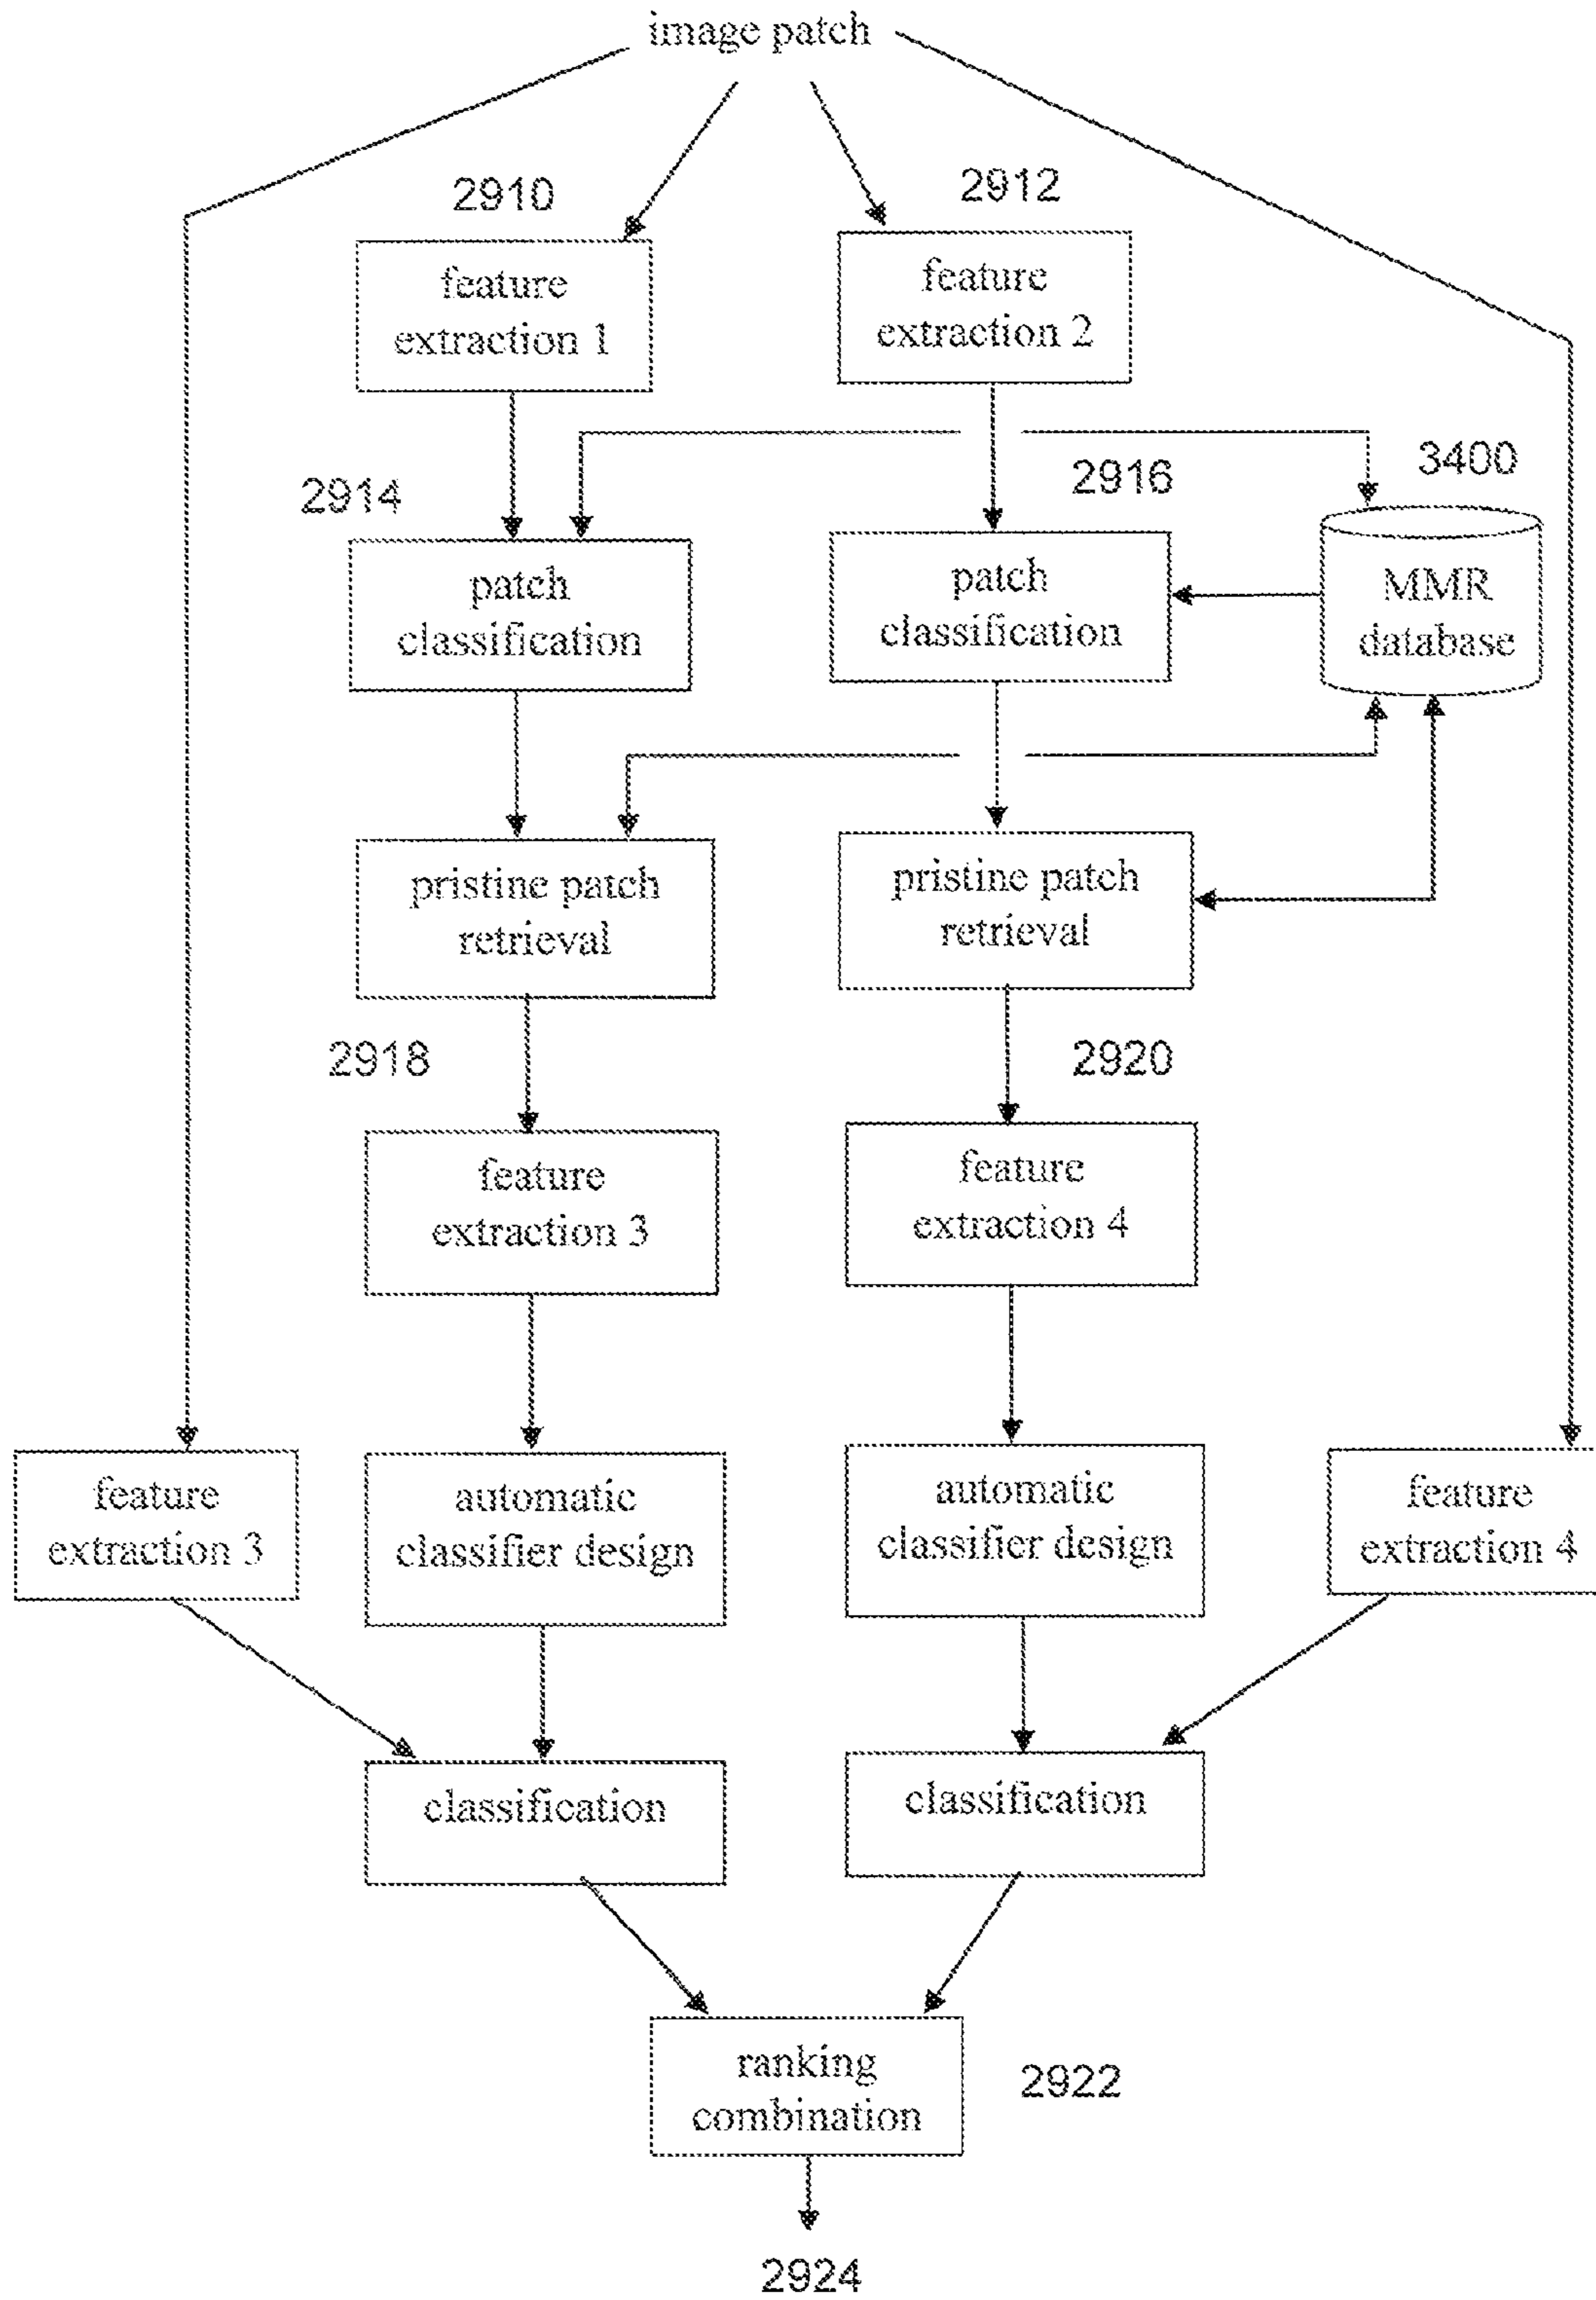 image patch
2910
2912
feature
extraction 1
feature
extraction 2
2914
2916
3400
patch
classification
patch
classification
MMR
database
pristine patch
retrieval
pristine patch
retrieval
2918
2920
feature
extraction 3
feature
extraction 4
feature
extraction 3
automatic
classifier design
automatic
classifier design
feature
extraction 4
classification
classification
ranking
combination
2922
2924